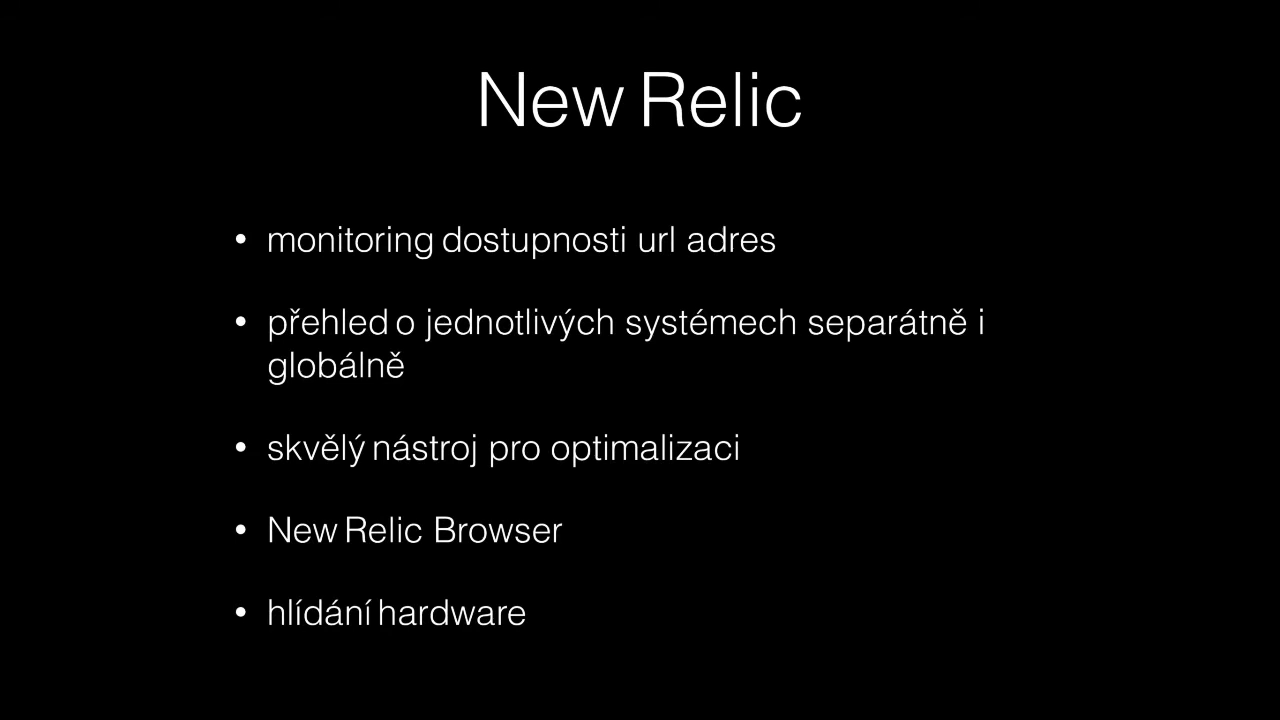 New Relic
• monitoring dostupnosti url adres
• přehled o jednotlivých systémech separátně i
globálně
• skvělý nástroj pro optimalizaci
• New Relic Browser
• hlídání hardware